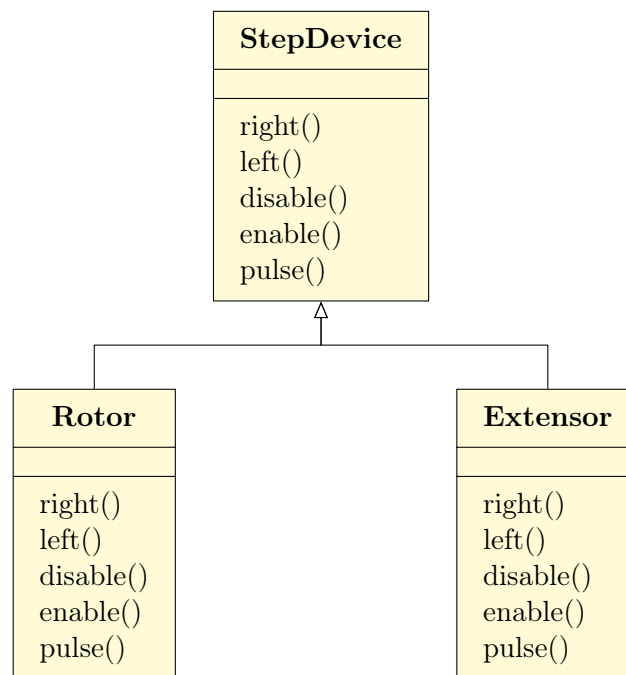 StepDevice
right()
left()
disable()
enable()
pulse()
Rotor
right()
left()
disable()
enable()
pulse()
Extensor
right()
left()
disable()
enable()
pulse()